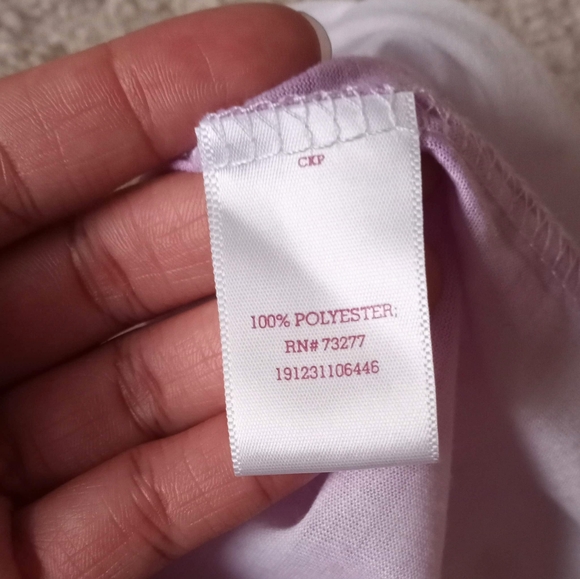 CKP
100% POLYESTER;
RN# 73277
191231106446